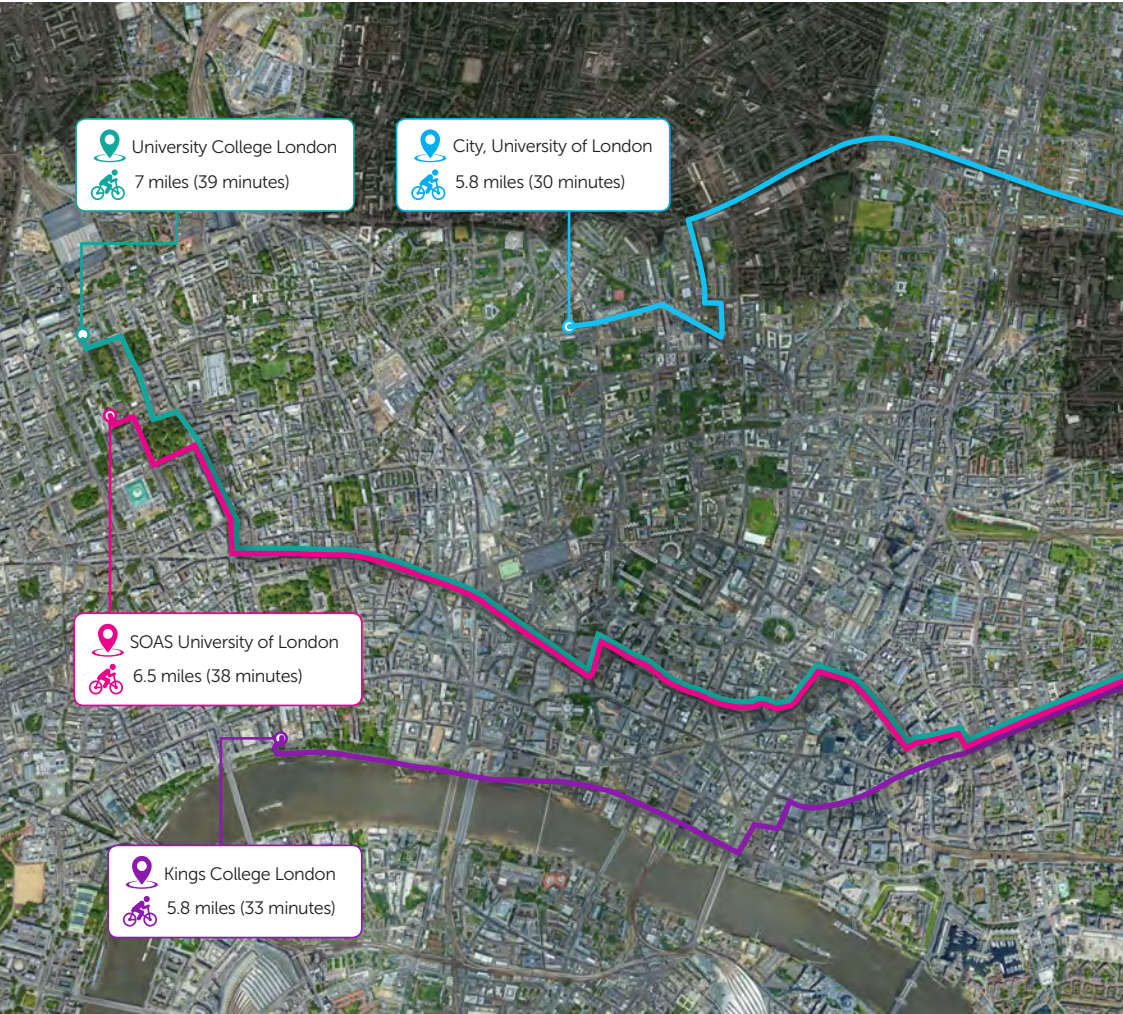 University College London
7 miles (39 minutes)
City, University of London
5.8 miles (30 minutes)
C
SOAS University of London
6.5 miles (38 minutes)
Kings College London
5.8 miles (33 minutes)